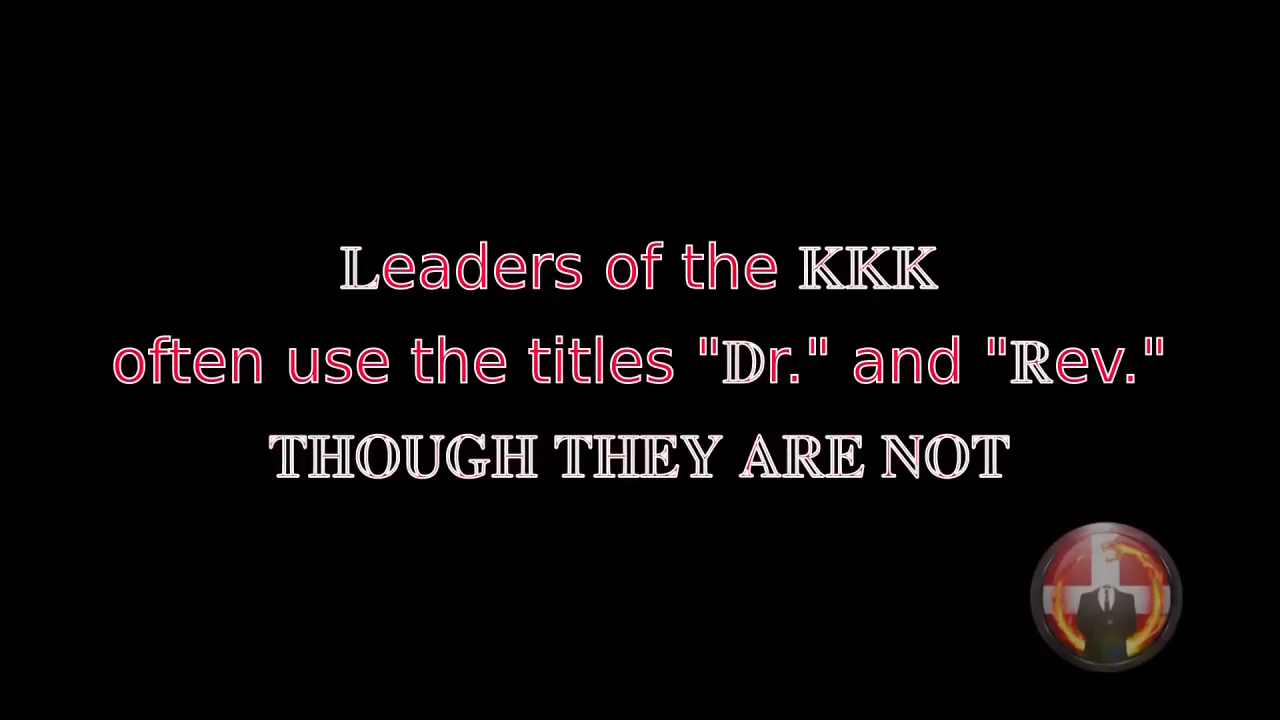 Leaders of the KKK
often use the titles "Dr." and "Rev."
THOUGH THEY ARE NOT